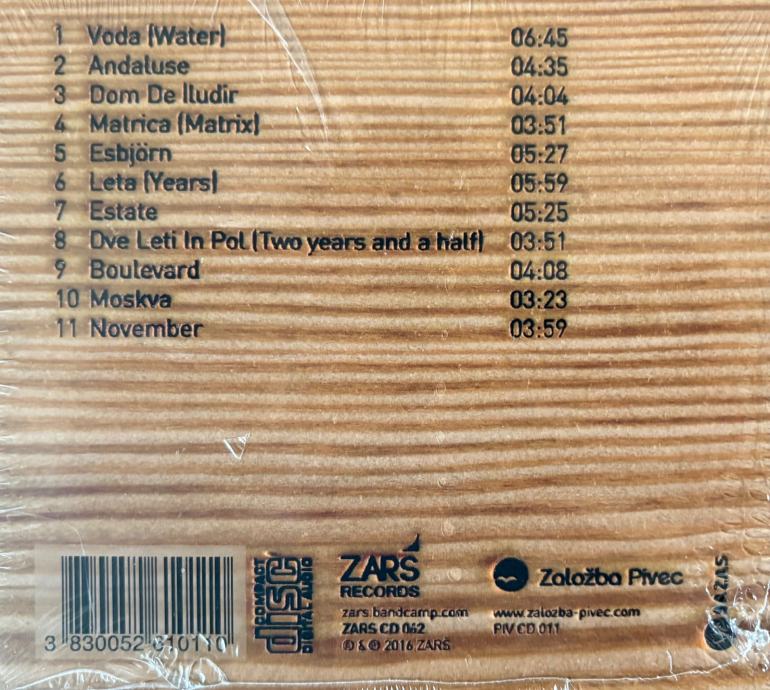 1 Voda (Water) 06:45
2 Andaluse 04:35
3 Dom De Iludir 04:04
4 Matrica (Matrix) 03:51
5 Esbjörn 05:27
6 Leta (Years) 05:59
7 Estate 05:25
8 Dve Leti In Pol (Two years and a half) 03:51
9 Boulevard 04:08
10 Moskva 03:23
11 November 03:59
3 830052 610110
COMPACT
disc
DIGITAL AUDIO
ZARŠ
RECORDS
zars.bandcamp.com
ZARS CD 062
℗ & © 2016 ZARŠ
Založba Pivec
www.zalozba-pivec.com
PIV CD 011